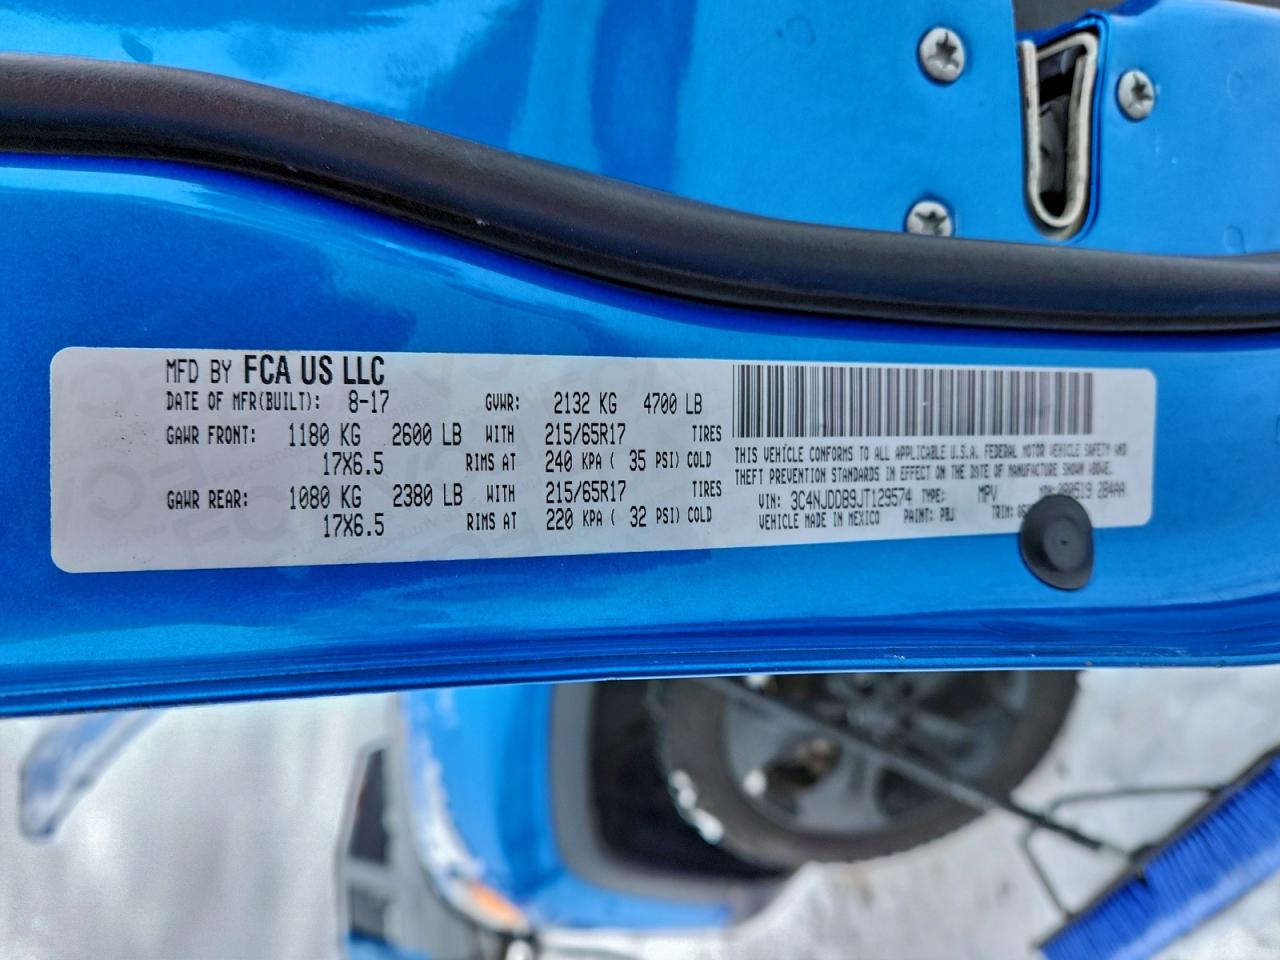 MFD BY FCA US LLC
DATE OF MFR(BUILT): 8-17 GVWR: 2132 KG 4700 LB
GAWR FRONT: 1180 KG 2600 LB WITH 215/65R17 TIRES
17X6.5 RIMS AT 240 KPA ( 35 PSI) COLD
GAWR REAR: 1080 KG 2380 LB WITH 215/65R17 TIRES
17X6.5 RIMS AT 220 KPA ( 32 PSI) COLD
THIS VEHICLE CONFORMS TO ALL APPLICABLE U.S.A. FEDERAL MOTOR VEHICLE SAFETY AND
THEFT PREVENTION STANDARDS IN EFFECT ON THE DATE OF MANUFACTURE SHOWN ABOVE.
VIN: 3C4NJDDB9JT129574 TYPE: MPV
VEHICLE MADE IN MEXICO PAINT: PBJ TRIM: